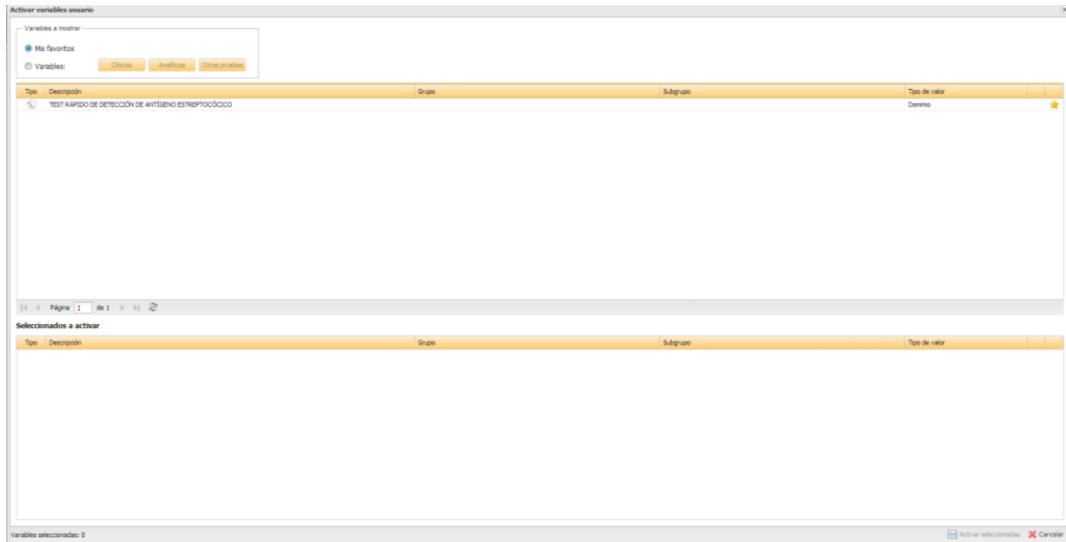 Activar variables usuario
Variables a mostrar
Mis favoritos
Variables: Clínicas Analíticas Otras pruebas
Tipo Descripción Grupo Subgrupo Tipo de valor
TEST RÁPIDO DE DETECCIÓN DE ANTÍGENO ESTREPTOCÓCICO Dominio
Página 1 de 1
Seleccionados a activar
Tipo Descripción Grupo Subgrupo Tipo de valor
Variables seleccionadas: 0 Activar seleccionadas Cancelar